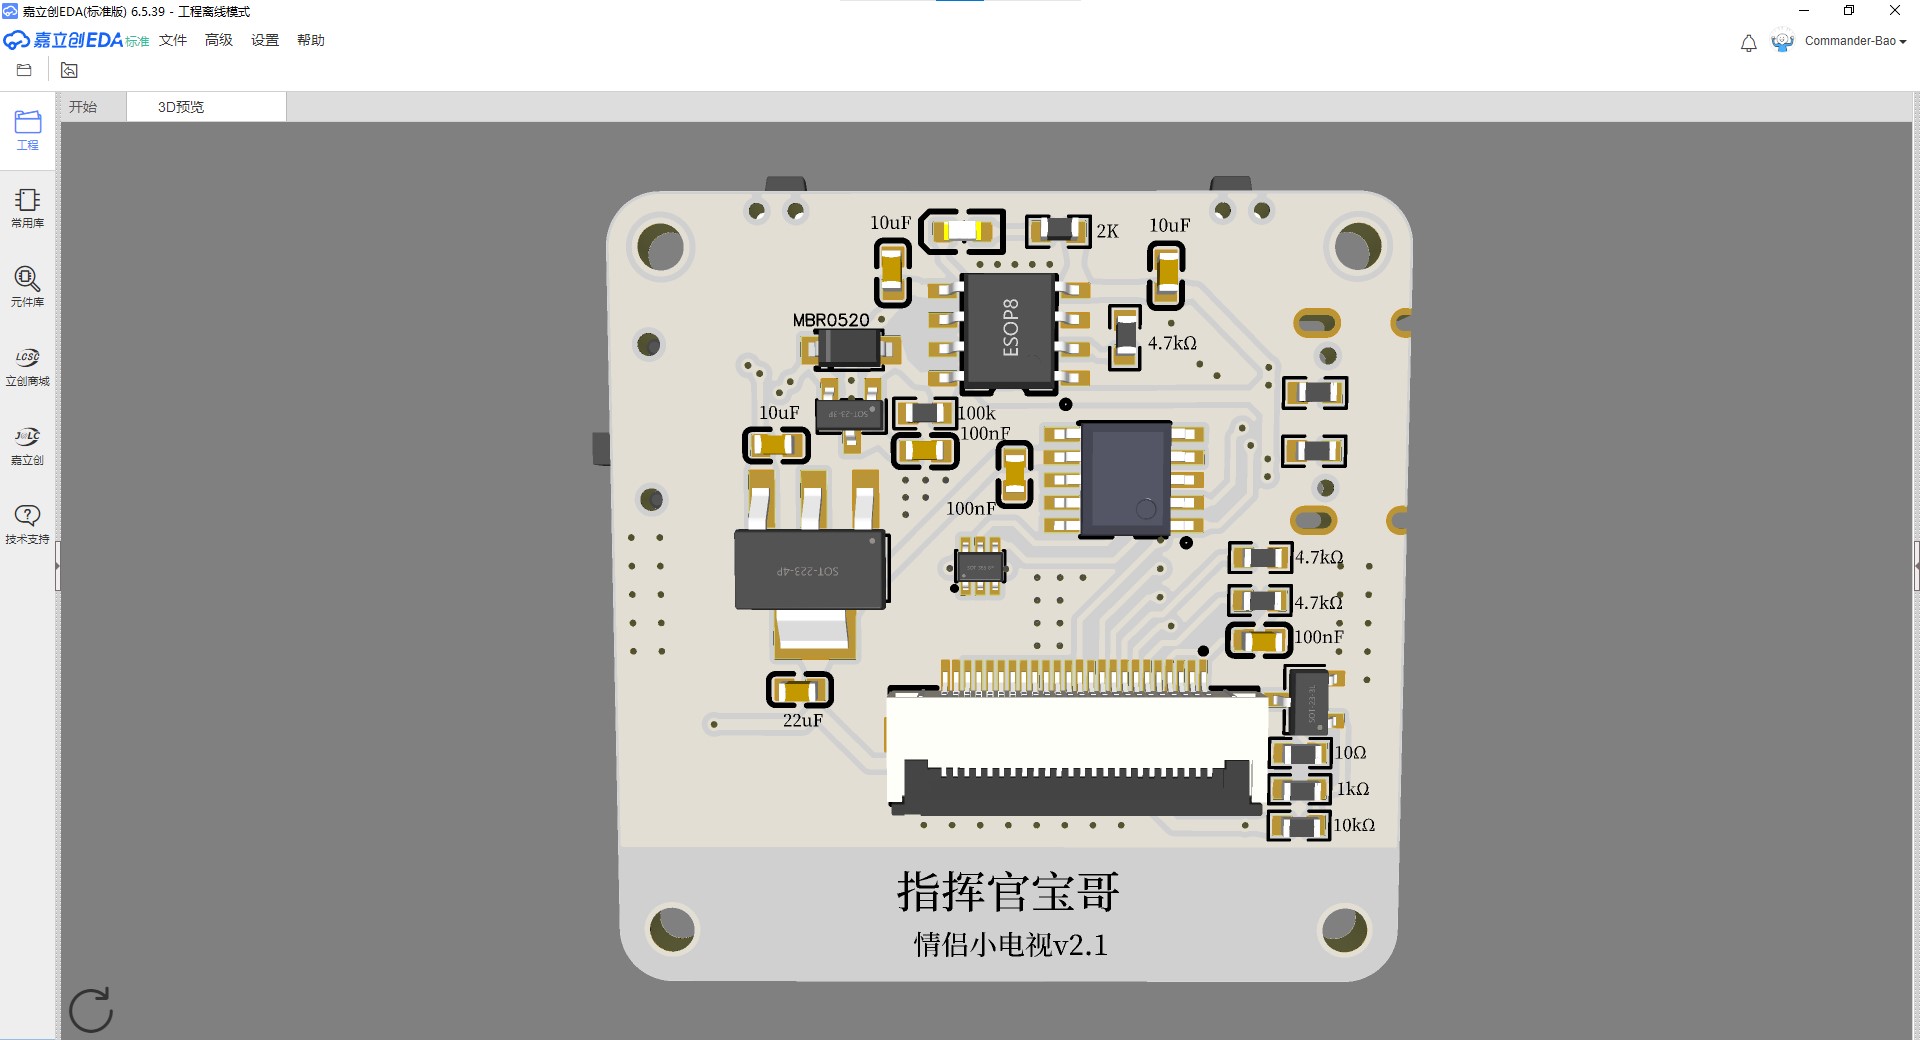 嘉立创EDA(标准版) 6.5.39 - 工程离线模式
嘉立创EDA标准 文件 高级 设置 帮助
Commander-Bao
开始 3D预览
工程
常用库
元件库
LCSC
立创商城
JLC
嘉立创
技术支持
10uF
2K
10uF
ESOP8
MBR0520
4.7kΩ
10uF
SOT-23-3P
100k
100nF
100nF
SOT-223-4P
4.7kΩ
4.7kΩ
100nF
22uF
SOT-23-3L
10Ω
1kΩ
10kΩ
指挥官宝哥
情侣小电视v2.1